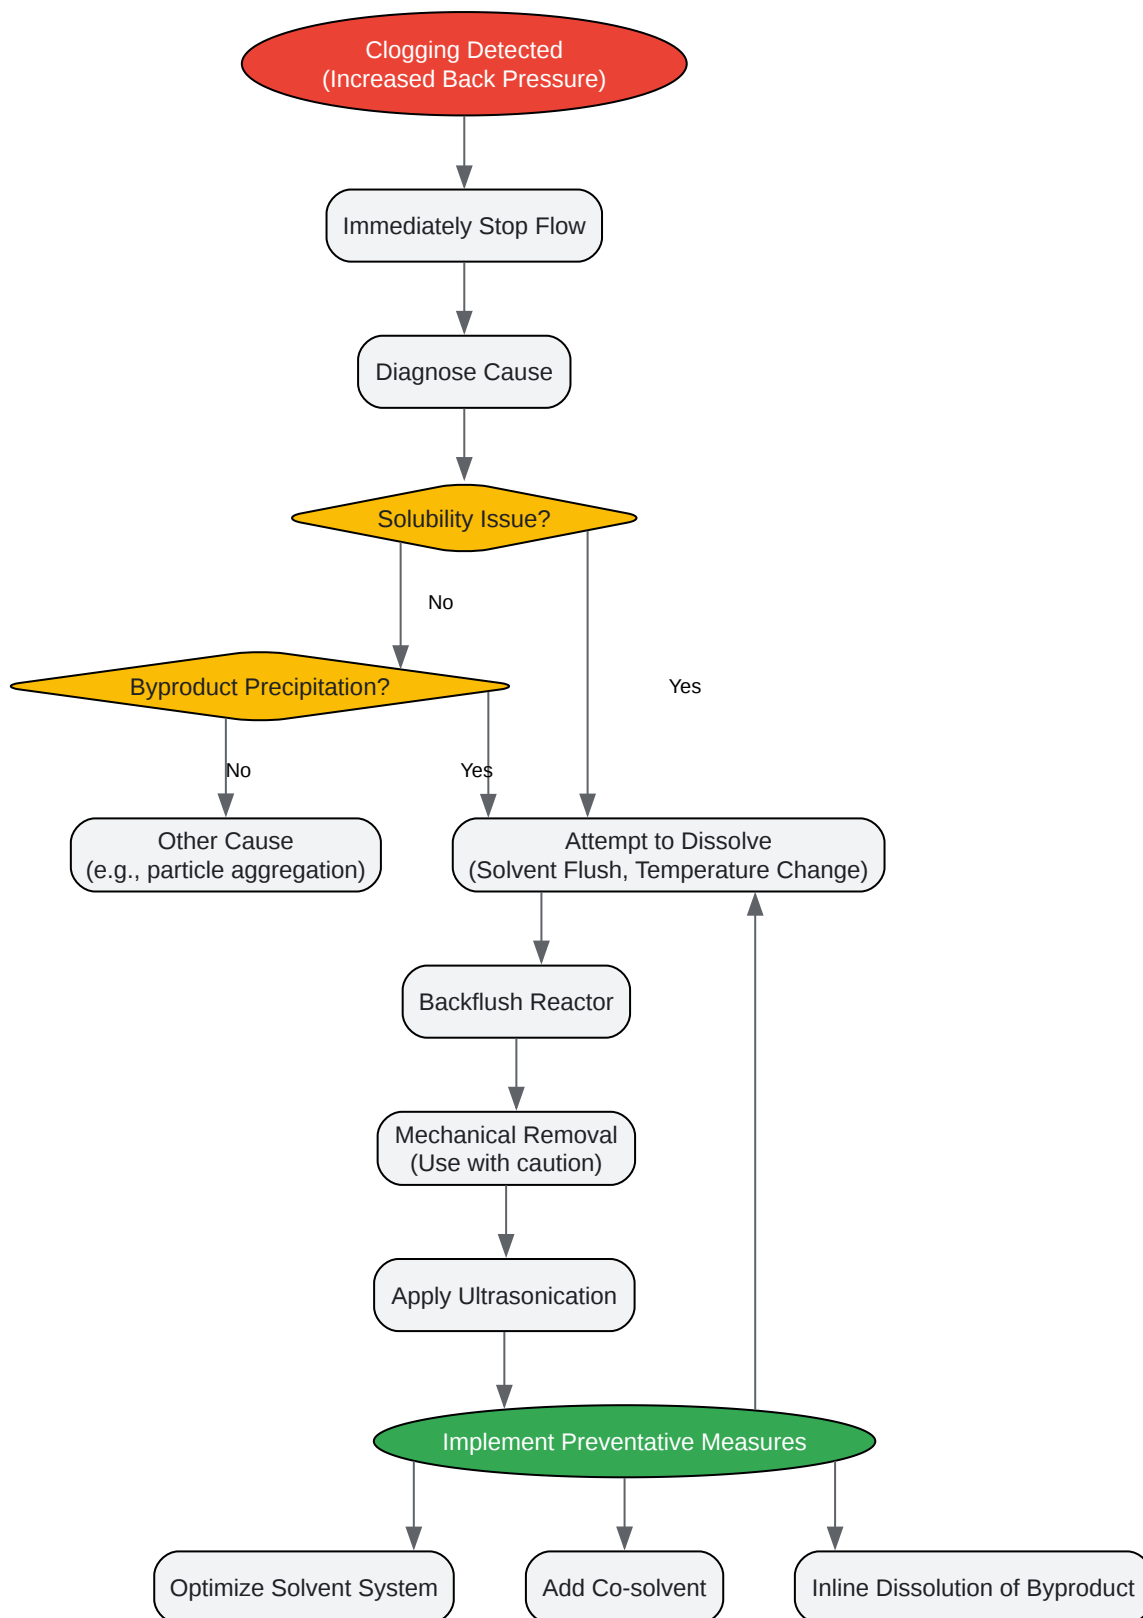 Clogging Detected
(Increased Back Pressure)
Immediately Stop Flow
Diagnose Cause
Solubility Issue?
No
Byproduct Precipitation?
Yes
No
Yes
Other Cause
(e.g., particle aggregation)
Attempt to Dissolve
(Solvent Flush, Temperature Change)
Backflush Reactor
Mechanical Removal
(Use with caution)
Apply Ultrasonication
Implement Preventative Measures
Optimize Solvent System
Add Co-solvent
Inline Dissolution of Byproduct